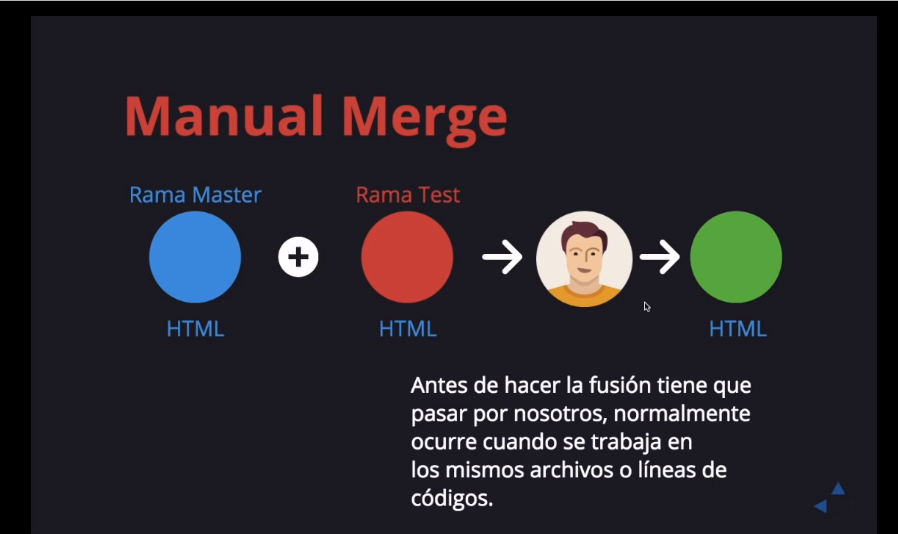 Manual Merge
Rama Master
Rama Test
HTML
HTML
HTML
Antes de hacer la fusión tiene que
pasar por nosotros, normalmente
ocurre cuando se trabaja en
los mismos archivos o líneas de
códigos.